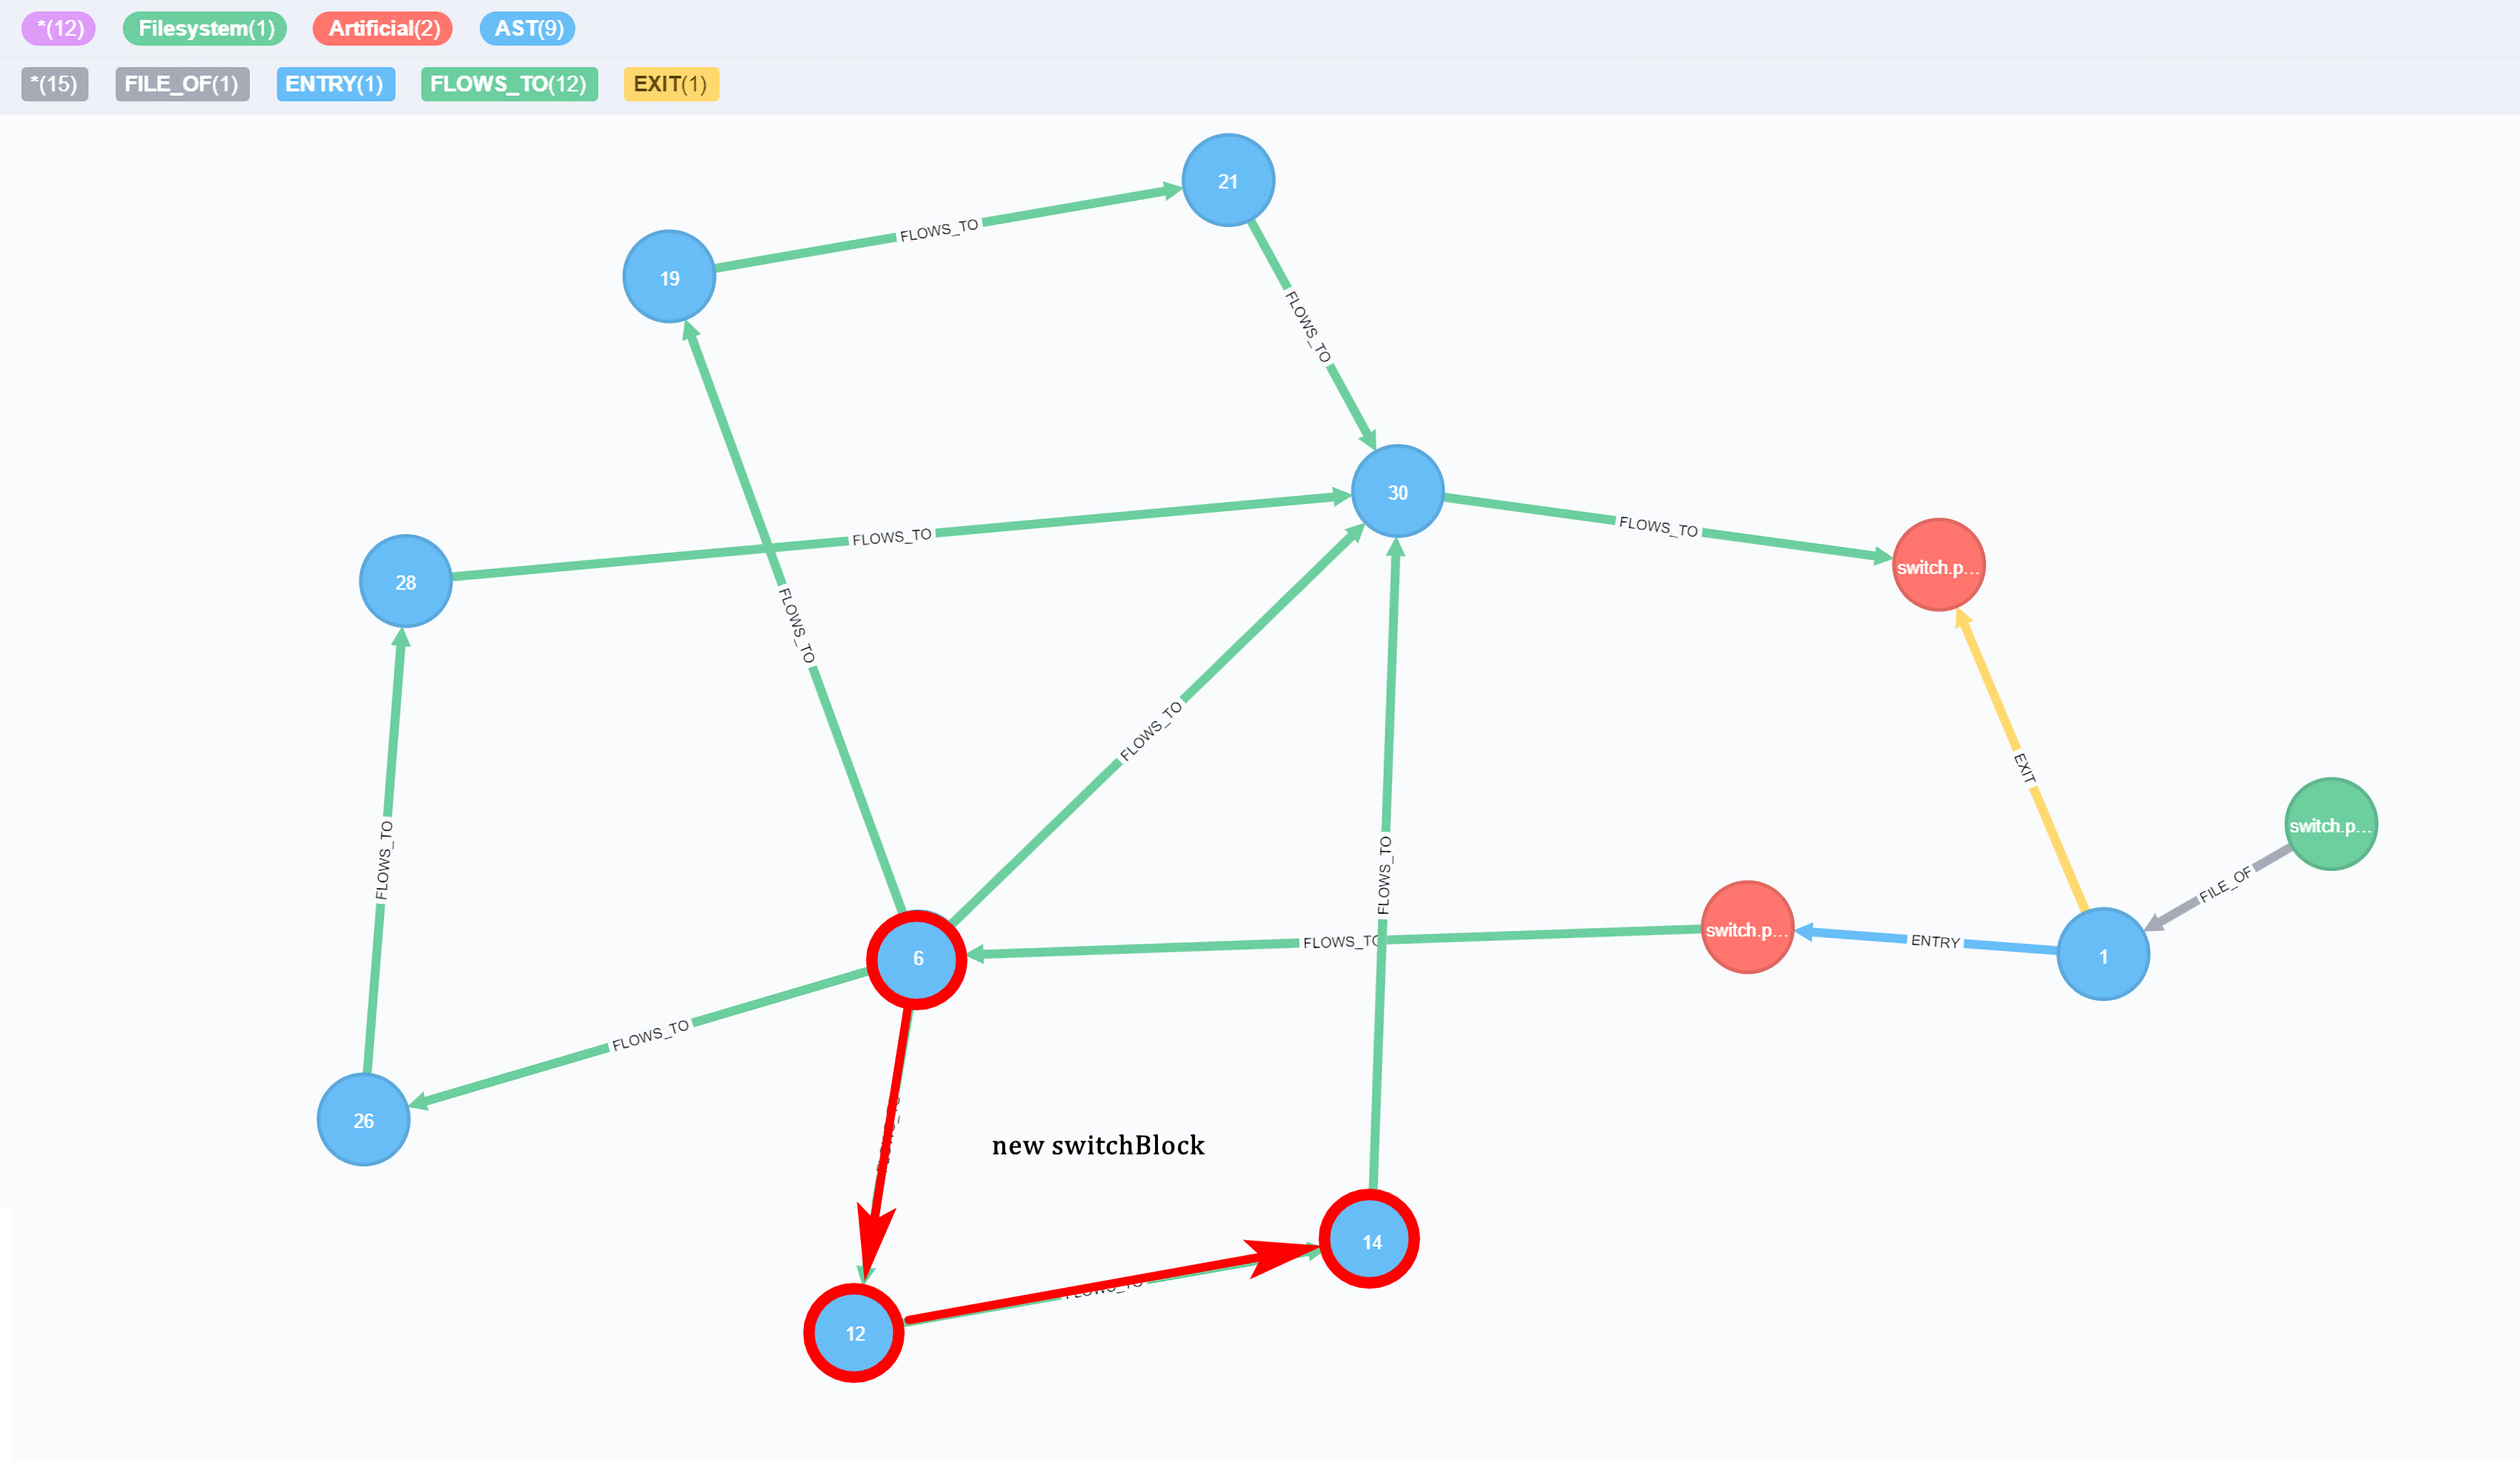 *(12) Filesystem(1) Artificial(2) AST(9)
*(15) FILE_OF(1) ENTRY(1) FLOWS_TO(12) EXIT(1)
21
FLOWS_TO
19
FLOWS_TO
30
FLOWS_TO
switch.p...
FLOWS_TO
28
FLOWS_TO
FLOWS_TO
EXIT
switch.p...
FLOWS_TO
FLOWS_TO
FILE_OF
switch.p...
ENTRY
1
FLOWS_TO
6
FLOWS_TO
26
new switchBlock
14
FLOWS_TO
12